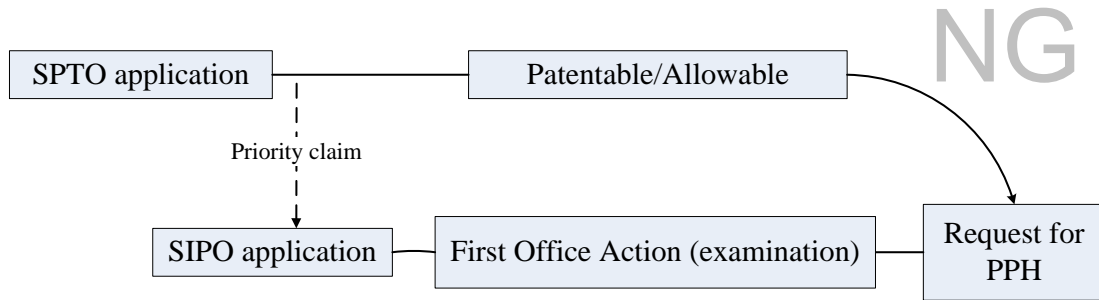 NG
SPTO application
Patentable/Allowable
Priority claim
SIPO application
First Office Action (examination)
Request for
PPH